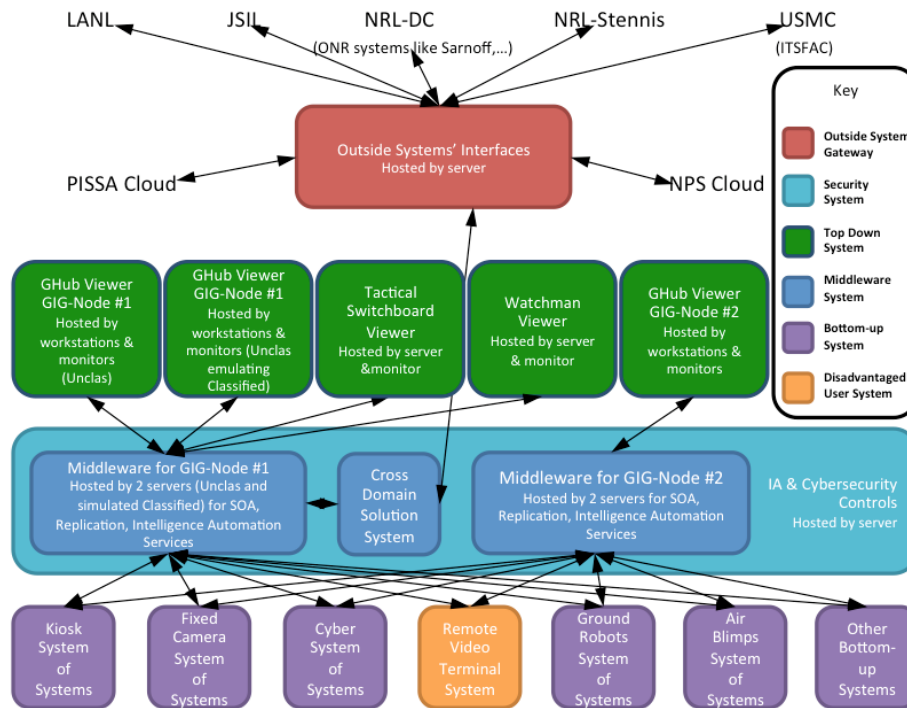 LANL
JSIL
NRL-DC
NRL-Stennis
USMC
(ONR systems like Sarnoff,...)
(ITSFAC)
Key
Outside System
Gateway
Security
System
Top Down
System
Middleware
System
Bottom-up
System
Disadvantaged
User System
Outside Systems' Interfaces
Hosted by server
PISSA Cloud
NPS Cloud
GHub Viewer
GIG-Node #1
Hosted by
workstations &
monitors
(Unclas)
GHub Viewer
GIG-Node #1
Hosted by
workstations &
monitors (Unclas
emulating
Classified)
Tactical
Switchboard
Viewer
Hosted by server
&monitor
Watchman
Viewer
Hosted by server
& monitor
GHub Viewer
GIG-Node #2
Hosted by
workstations &
monitors
Middleware for GIG-Node #1
Hosted by 2 servers (Unclas and
simulated Classified) for SOA,
Replication, Intelligence Automation
Services
Cross
Domain
Solution
System
Middleware for GIG-Node #2
Hosted by 2 servers for SOA,
Replication, Intelligence Automation
Services
IA & Cybersecurity
Controls
Hosted by server
Kiosk
System
of
Systems
Fixed
Camera
System
of
Systems
Cyber
System
of
Systems
Remote
Video
Terminal
System
Ground
Robots
System
of
Systems
Air
Blimps
System
of
Systems
Other
Bottom-
up
Systems